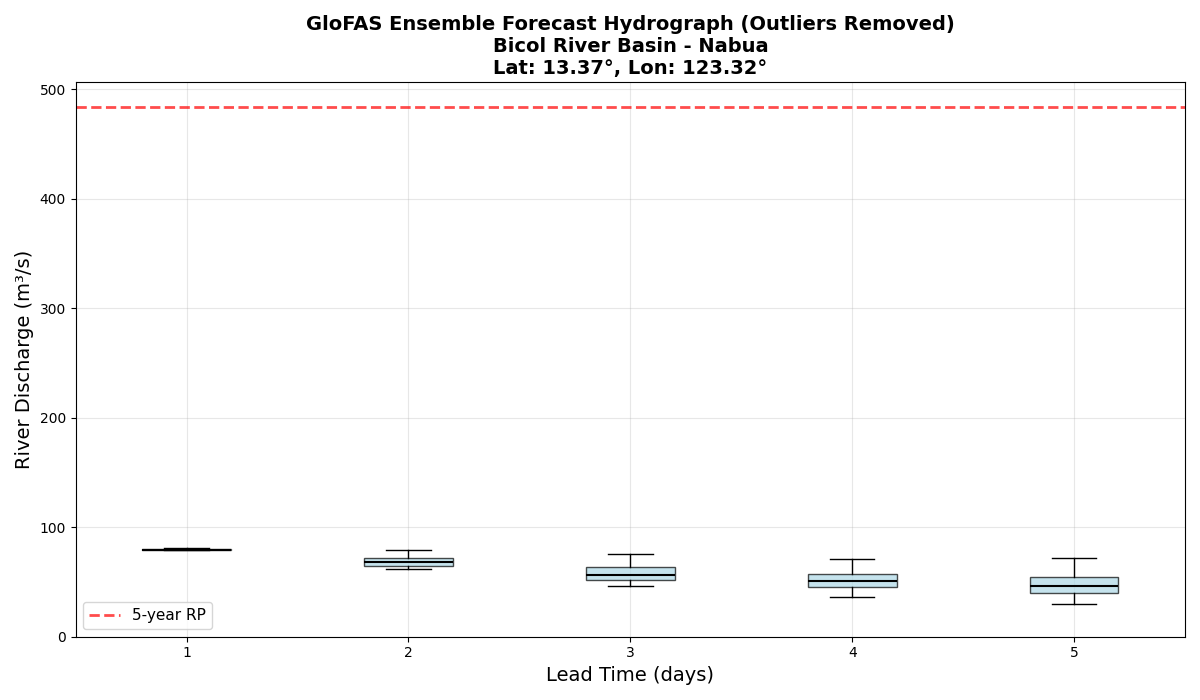 GloFAS Ensemble Forecast Hydrograph (Outliers Removed)
Bicol River Basin - Nabua
Lat: 13.37°, Lon: 123.32°
River Discharge (m³/s)
500
400
300
200
100
0
5-year RP
1 2 3 4 5
Lead Time (days)